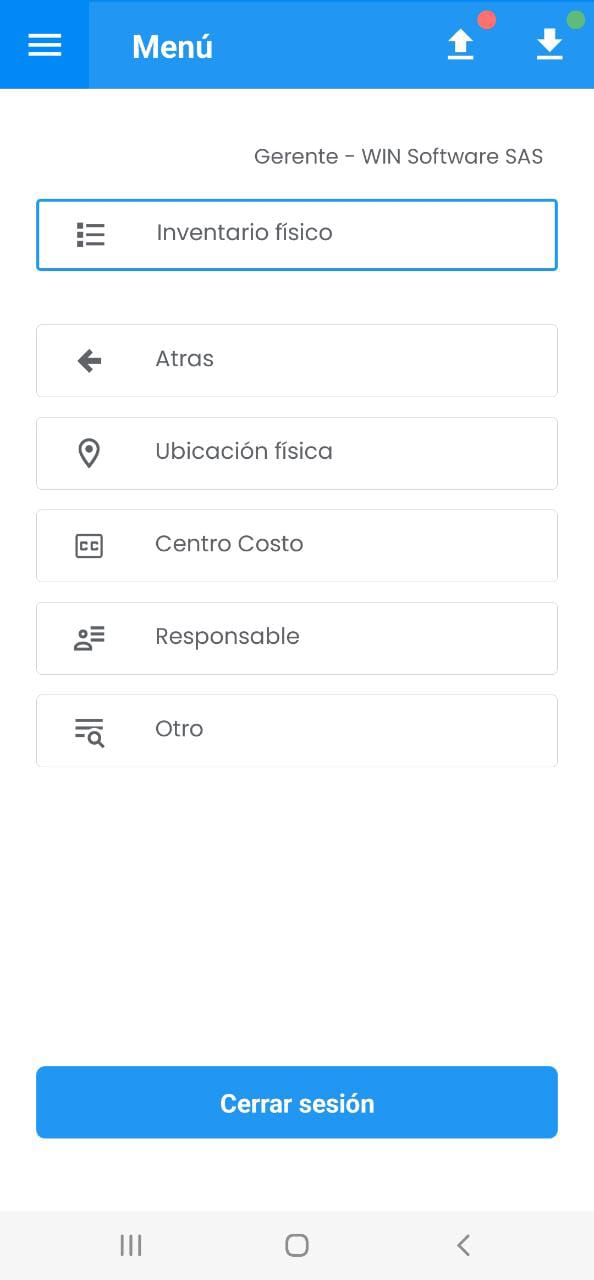 Menú
Gerente - WIN Software SAS
Inventario físico
Atras
Ubicación física
CC
Centro Costo
Responsable
Otro
Cerrar sesión